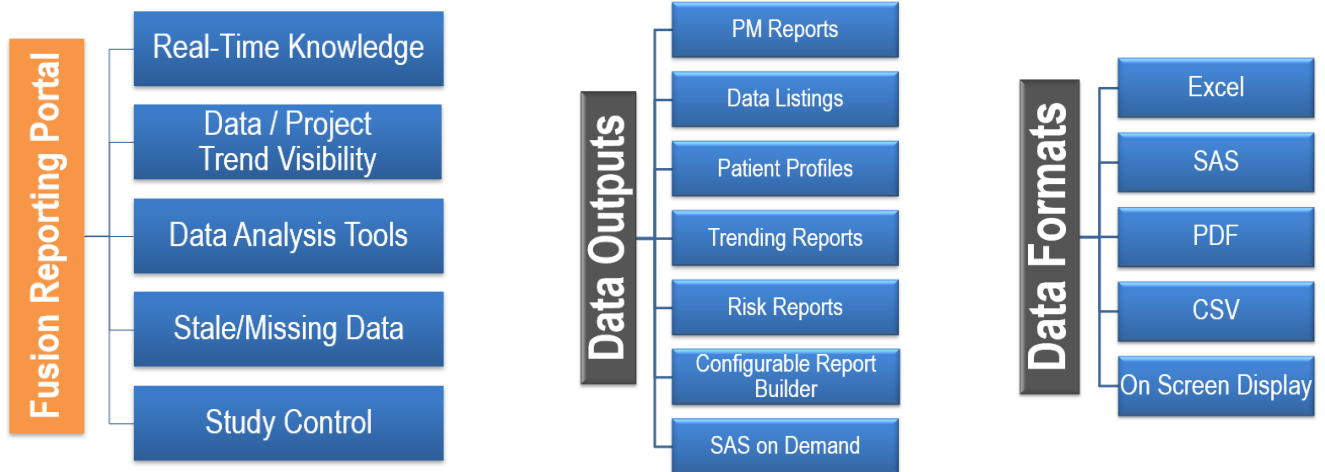 Fusion Reporting Portal
Real-Time Knowledge
Data / Project
Trend Visibility
Data Analysis Tools
Stale/Missing Data
Study Control
Data Outputs
PM Reports
Data Listings
Patient Profiles
Trending Reports
Risk Reports
Configurable Report
Builder
SAS on Demand
Data Formats
Excel
SAS
PDF
CSV
On Screen Display